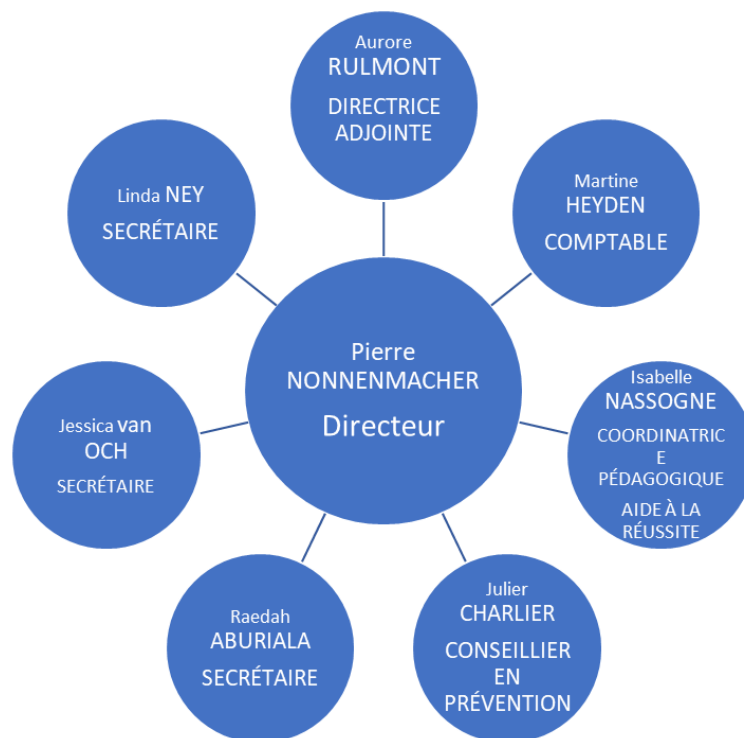 Aurore
RULMONT
DIRECTRICE
ADJOINTE
Martine
HEYDEN
COMPTABLE
Isabelle
NASSOGNE
COORDINATRIC
E
PÉDAGOGIQUE
AIDE À LA
RÉUSSITE
Julier
CHARLIER
CONSEILLIER
EN
PRÉVENTION
Raedah
ABURIALA
SECRÉTAIRE
Jessica van
OCH
SECRÉTAIRE
Linda NEY
SECRÉTAIRE
Pierre
NONNENMACHER
Directeur